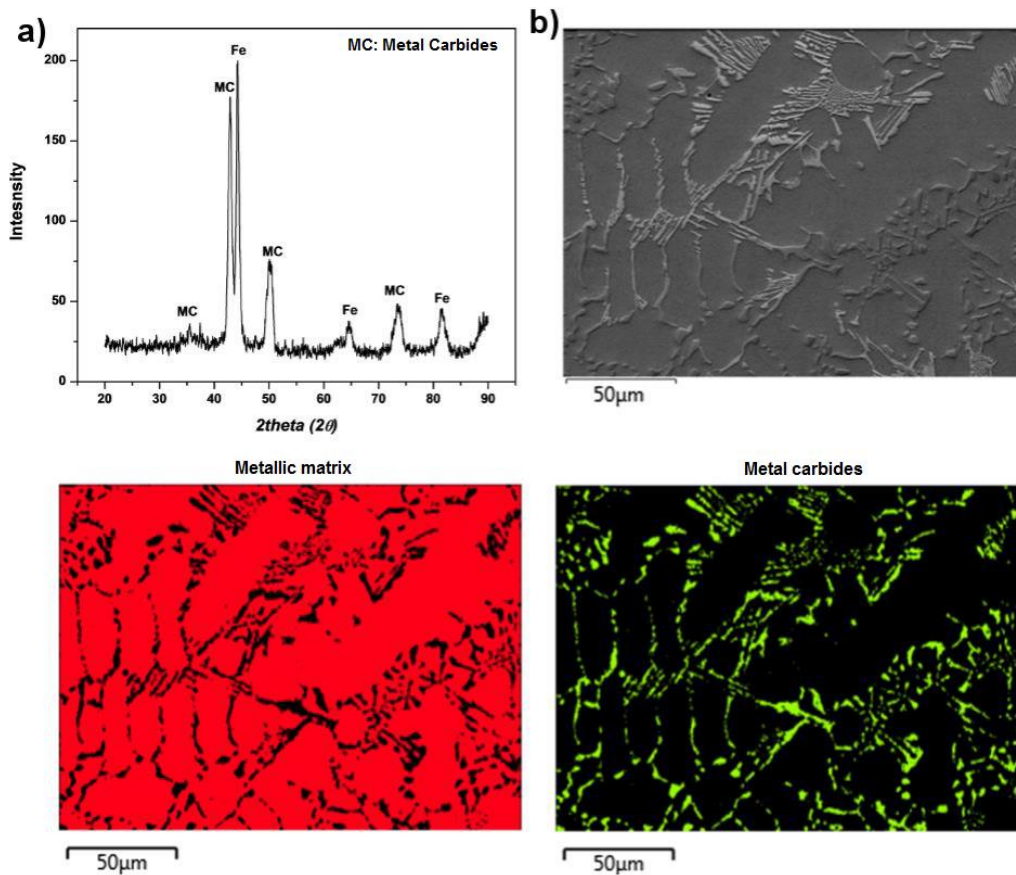 a)
MC: Metal Carbides
Fe
MC
MC
MC
Fe
MC
Fe
Intesnsity
200
150
100
50
0
20 30 40 50 60 70 80 90
2theta (2θ)
b)
50µm
Metallic matrix
50µm
Metal carbides
50µm